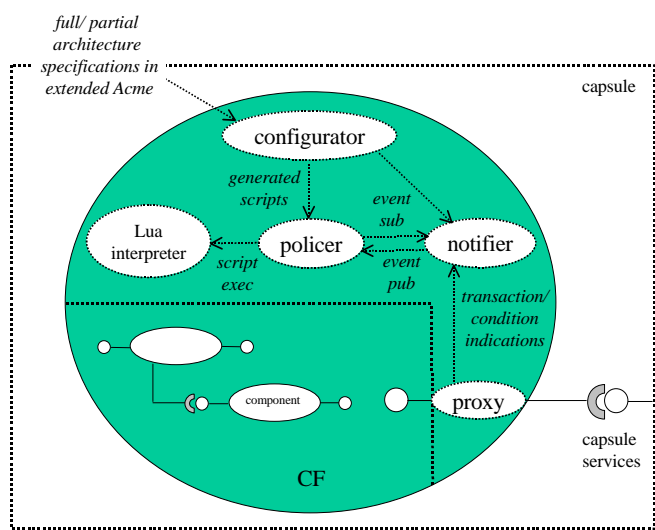 full/ partial
architecture
specifications in
extended Acme
capsule
configurator
generated
scripts
event
sub
Lua
interpreter
policer
notifier
script
exec
event
pub
transaction/
condition
indications
component
proxy
capsule
services
CF